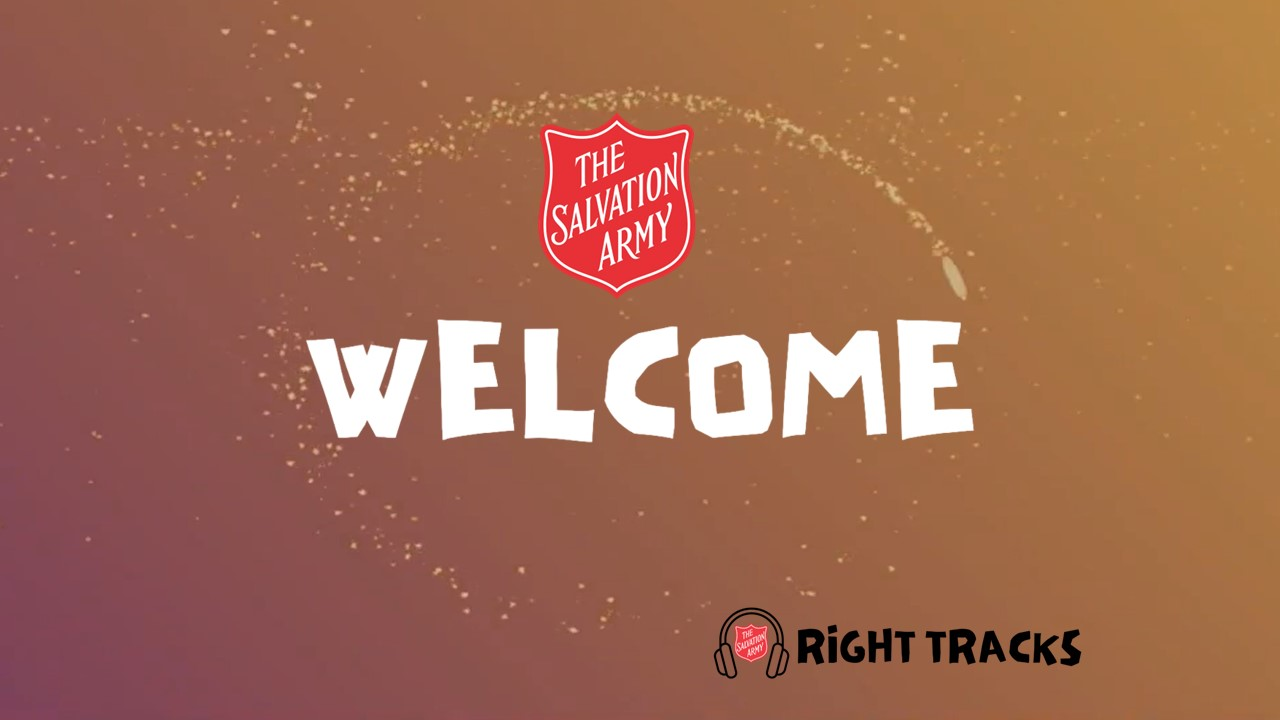 THE
SALVATION
ARMY
WELCOME
THE
SALVATION
ARMY
RiGHT TRACKS